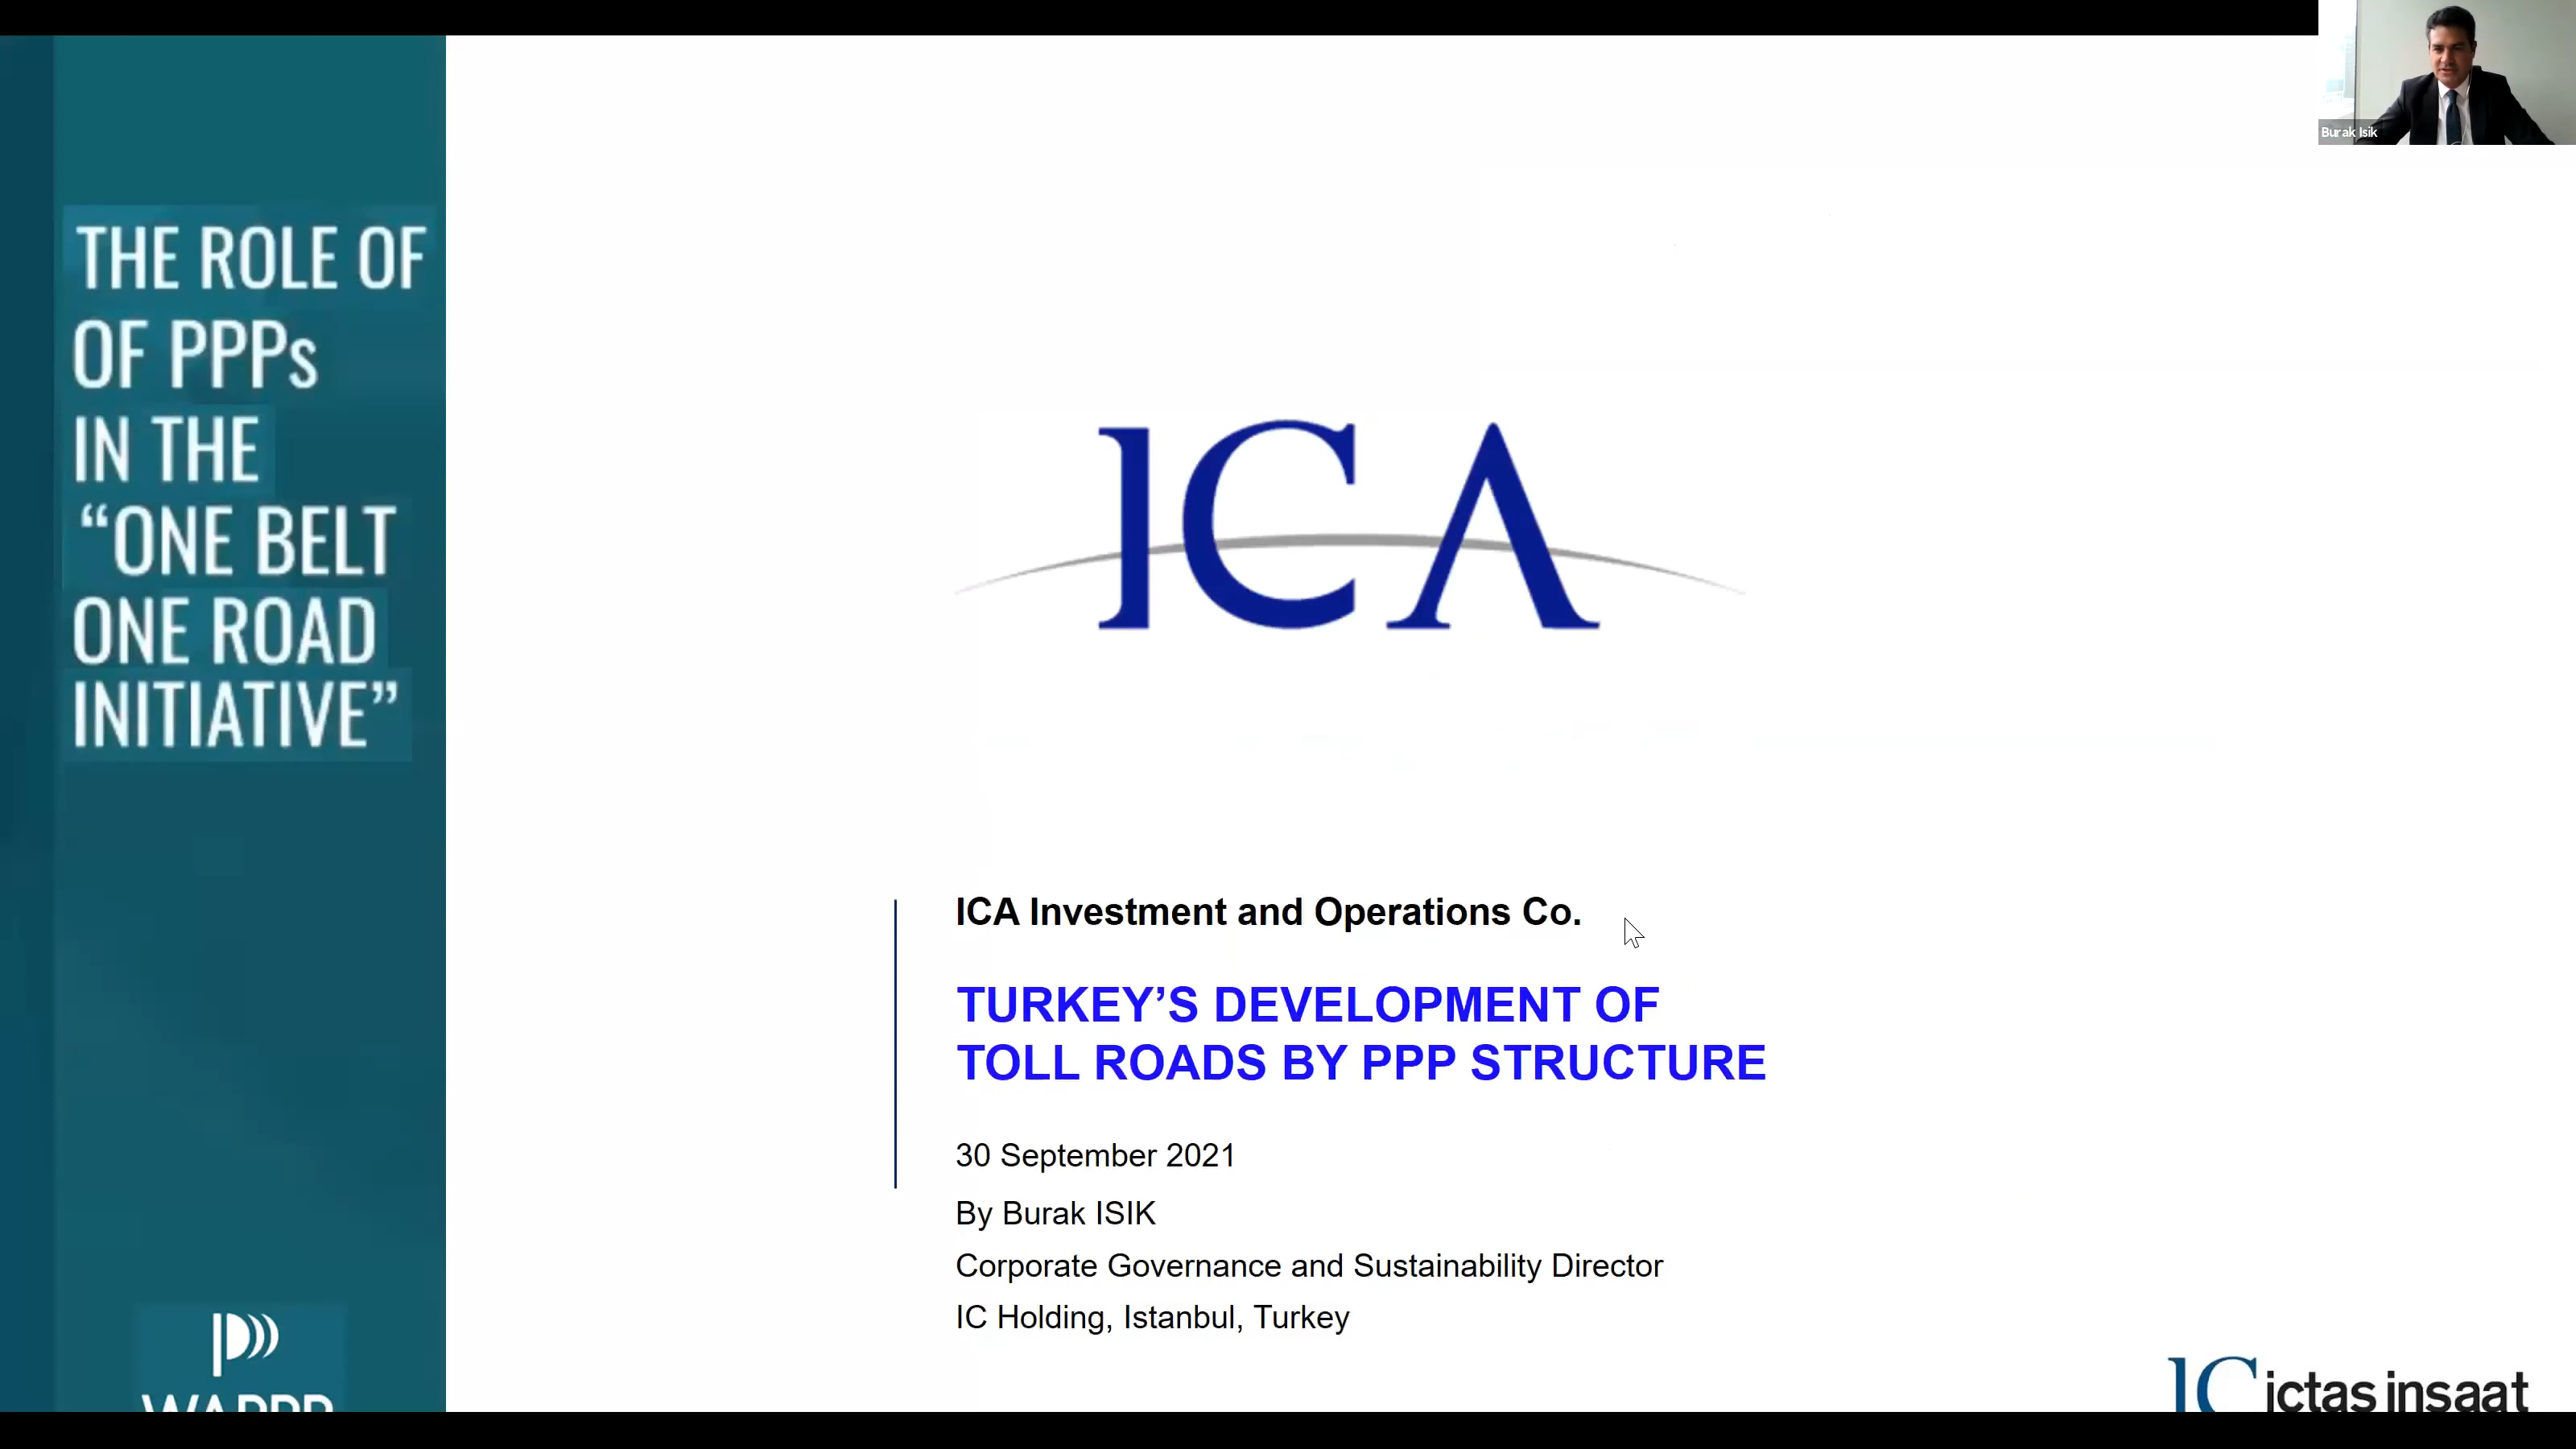 THE ROLE OF
OF PPPs
IN THE
“ONE BELT
ONE ROAD
INITIATIVE”
WAPPP
ICA
ICA Investment and Operations Co.
TURKEY’S DEVELOPMENT OF
TOLL ROADS BY PPP STRUCTURE
30 September 2021
By Burak ISIK
Corporate Governance and Sustainability Director
IC Holding, Istanbul, Turkey
IC ictas insaat
Burak Isik